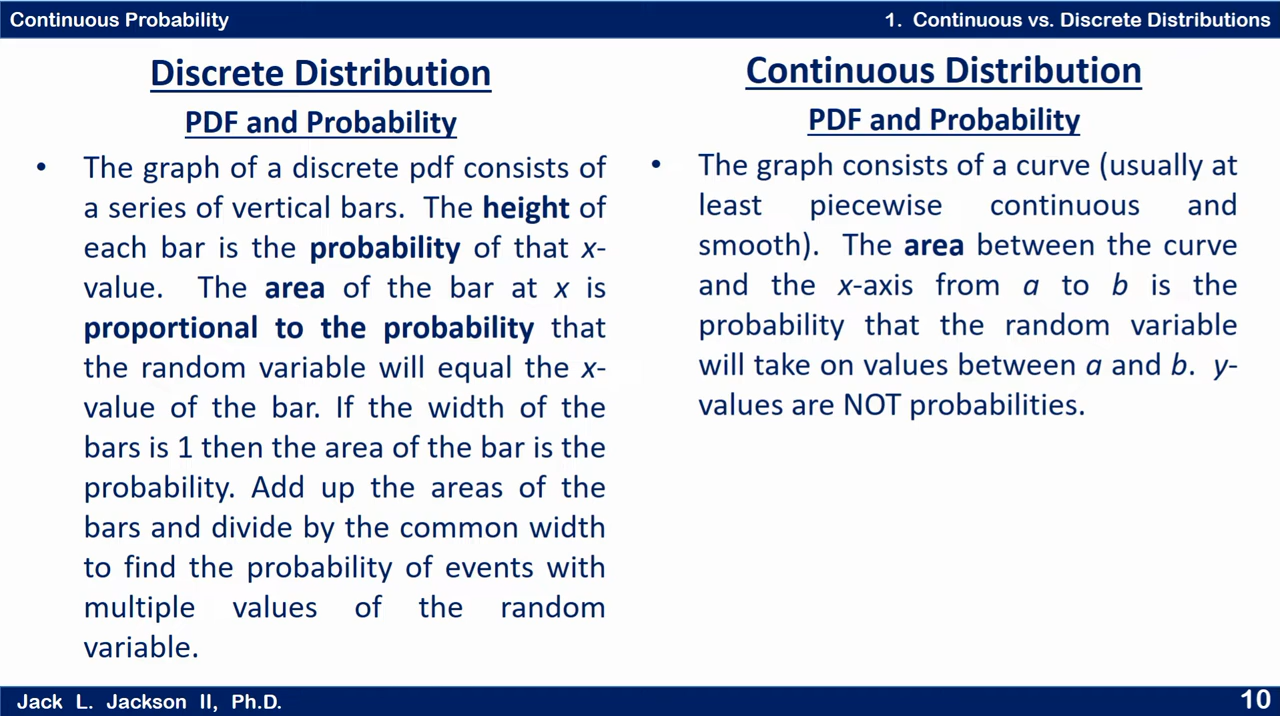 Continuous Probability
1. Continuous vs. Discrete Distributions
Discrete Distribution
PDF and Probability
• The graph of a discrete pdf consists of
a series of vertical bars. The height of
each bar is the probability of that x-
value. The area of the bar at x is
proportional to the probability that
the random variable will equal the x-
value of the bar. If the width of the
bars is 1 then the area of the bar is the
probability. Add up the areas of the
bars and divide by the common width
to find the probability of events with
multiple values of the random
variable.
Continuous Distribution
PDF and Probability
• The graph consists of a curve (usually at
least piecewise continuous and
smooth). The area between the curve
and the x-axis from a to b is the
probability that the random variable
will take on values between a and b. y-
values are NOT probabilities.
Jack L. Jackson II, Ph.D.
10